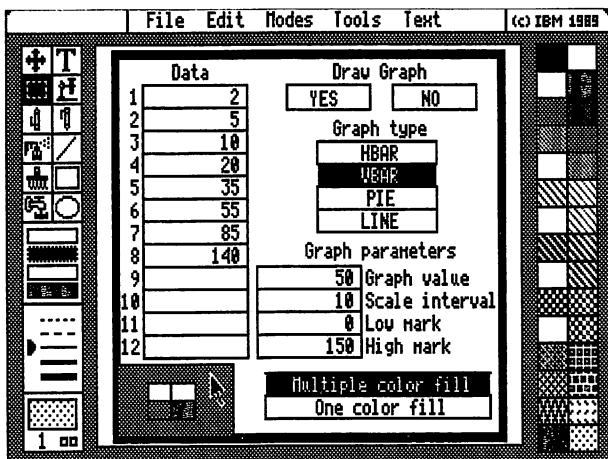 File Edit Modes Tools Text (c) IBM 1989
T
Data
1 2
2 5
3 10
4 20
5 35
6 55
7 85
8 140
9
10
11
12
Draw Graph
YES NO
Graph type
HBAR
VBAR
PIE
LINE
Graph parameters
50 Graph value
10 Scale interval
0 Low mark
150 High mark
Multiple color fill
One color fill
1